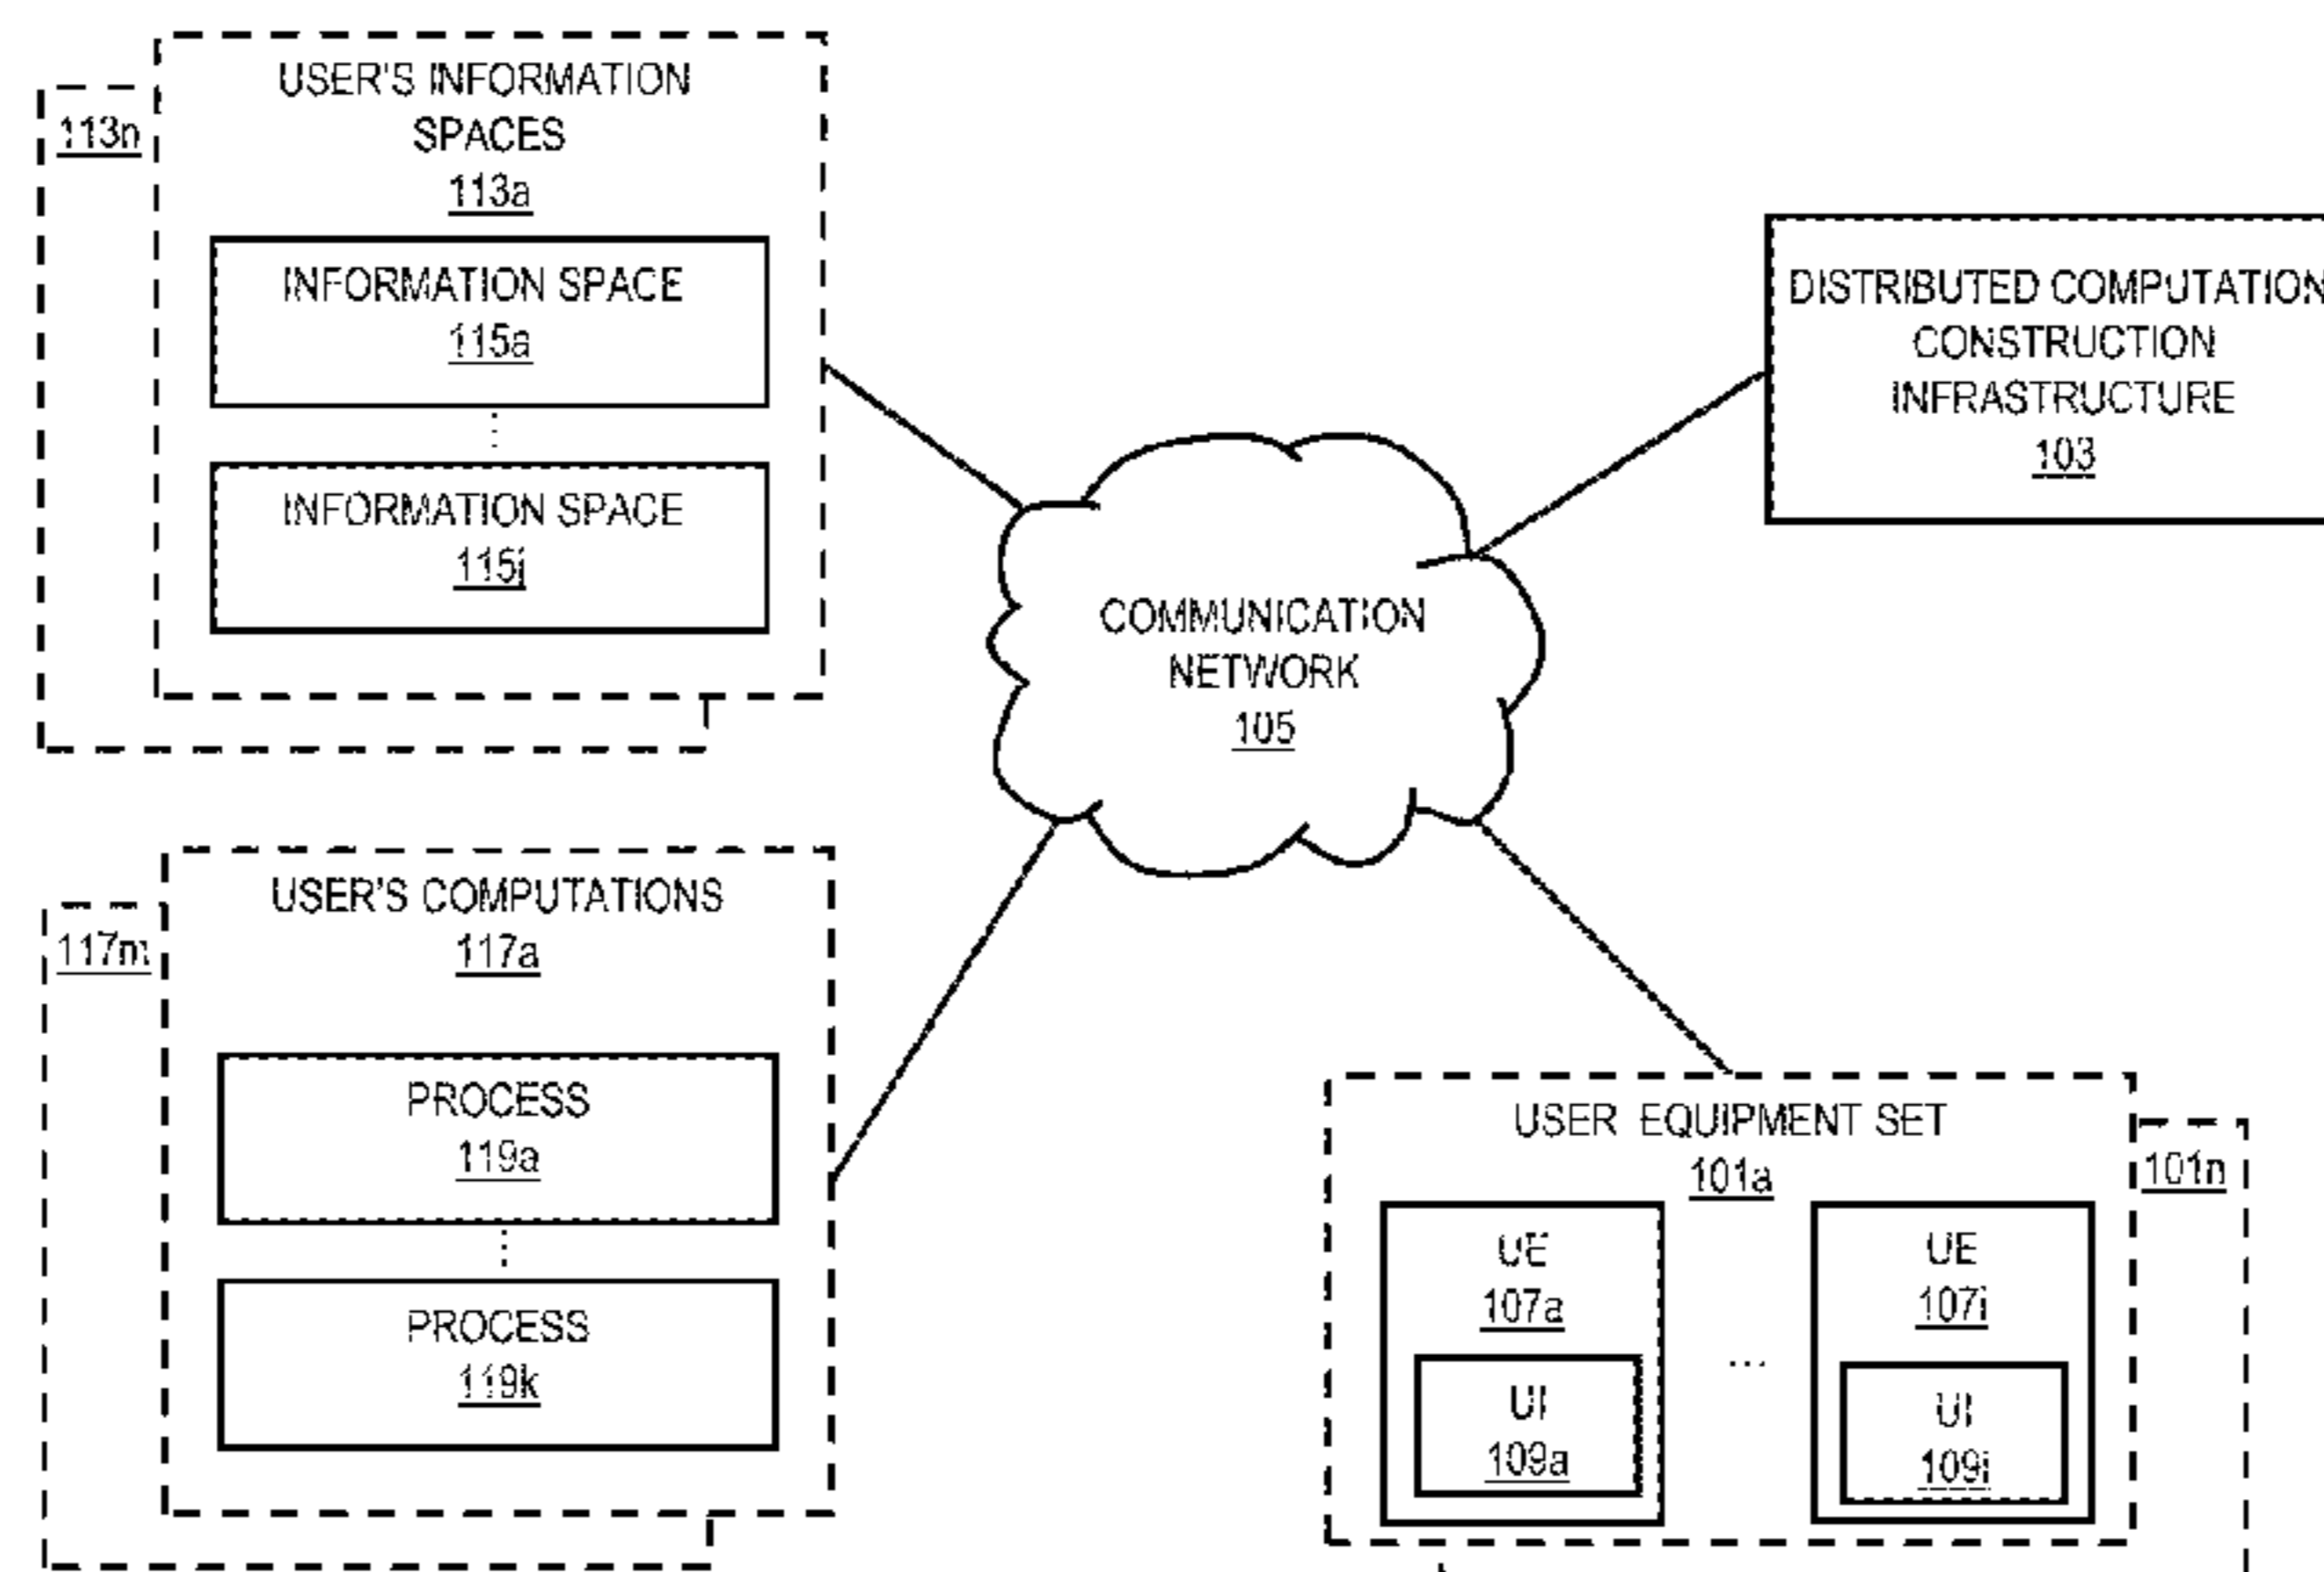 113n
USER'S INFORMATION
SPACES
113a
INFORMATION SPACE
115a
⋮
INFORMATION SPACE
115j
DISTRIBUTED COMPUTATION
CONSTRUCTION
INFRASTRUCTURE
103
COMMUNICATION
NETWORK
105
117m
USER'S COMPUTATIONS
117a
PROCESS
119a
⋮
PROCESS
119k
USER EQUIPMENT SET
101a
101n
UE
107a
UI
109a
...
UE
107i
UI
109i